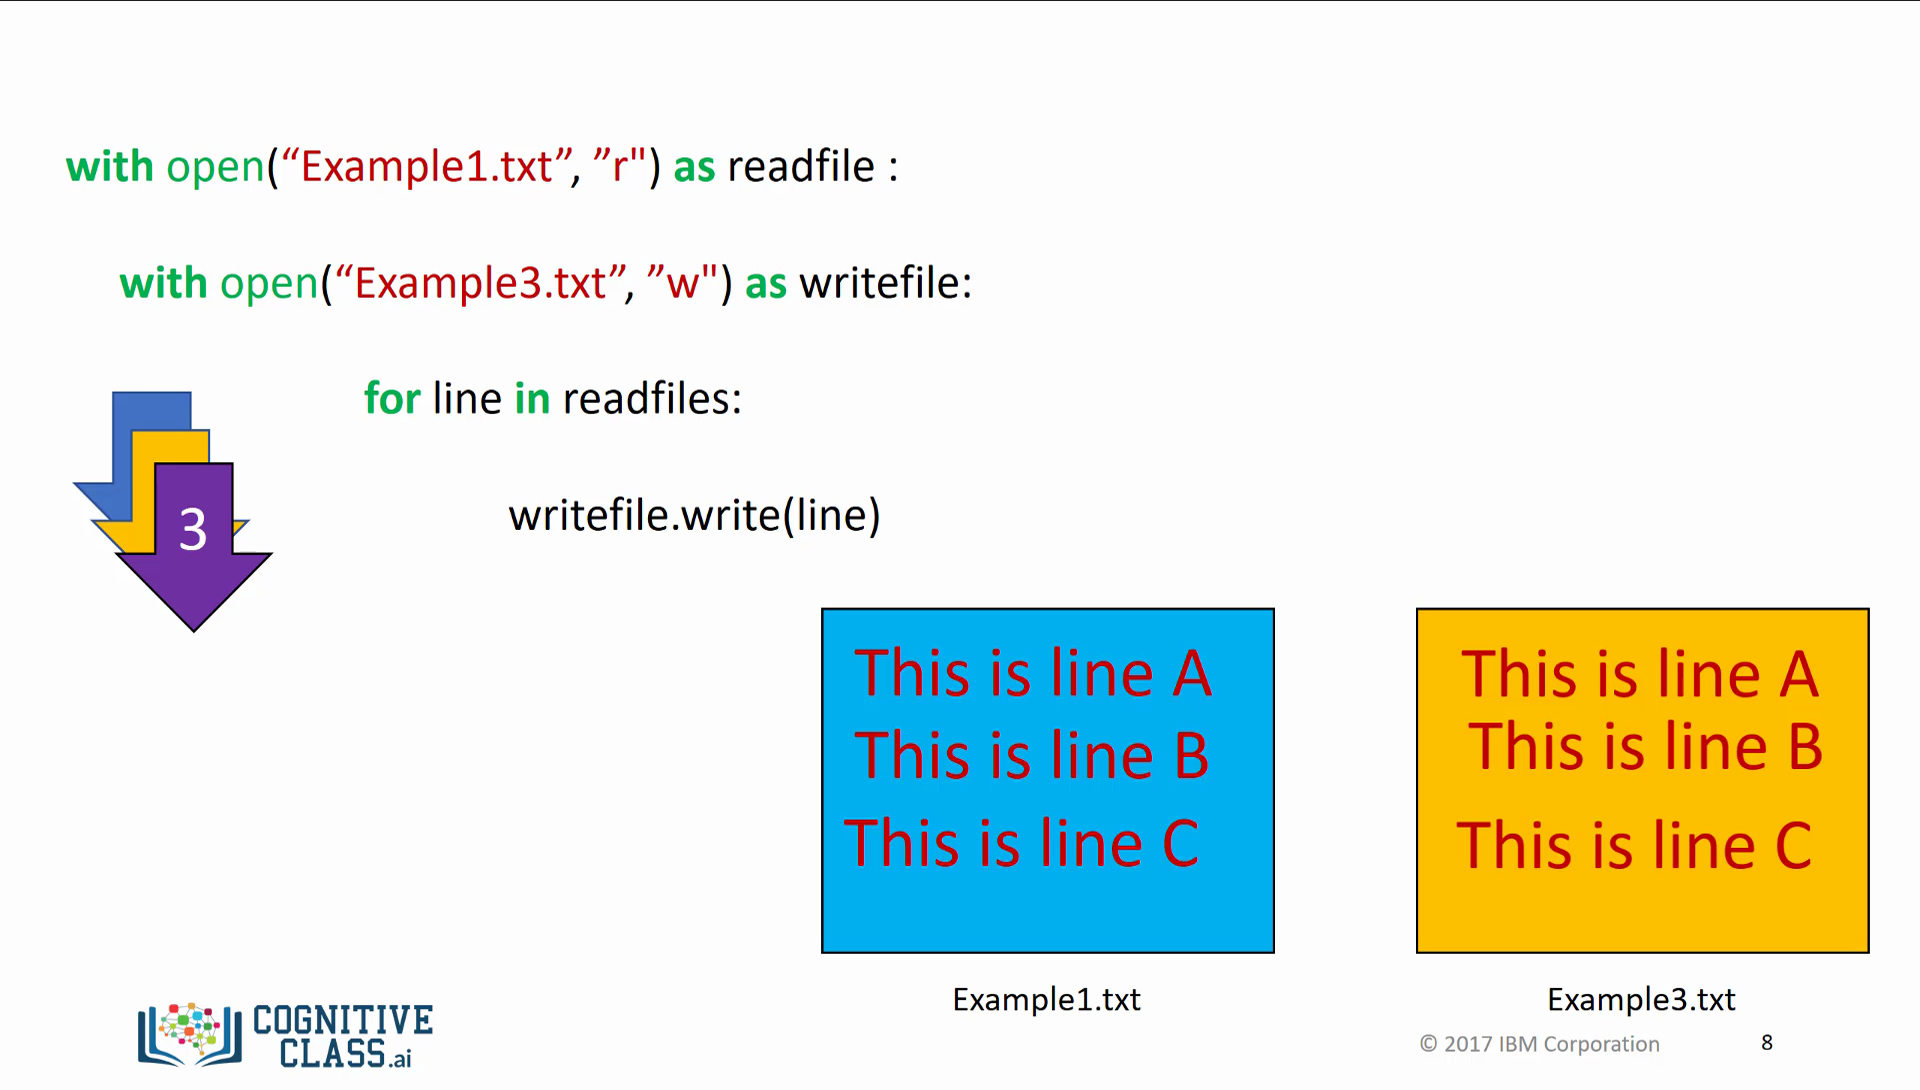 with open(“Example1.txt”, ”r") as readfile :
with open(“Example3.txt”, ”w") as writefile:
for line in readfiles:
writefile.write(line)
3
This is line A
This is line B
This is line C
Example1.txt
This is line A
This is line B
This is line C
Example3.txt
COGNITIVE
CLASS.ai
© 2017 IBM Corporation
8